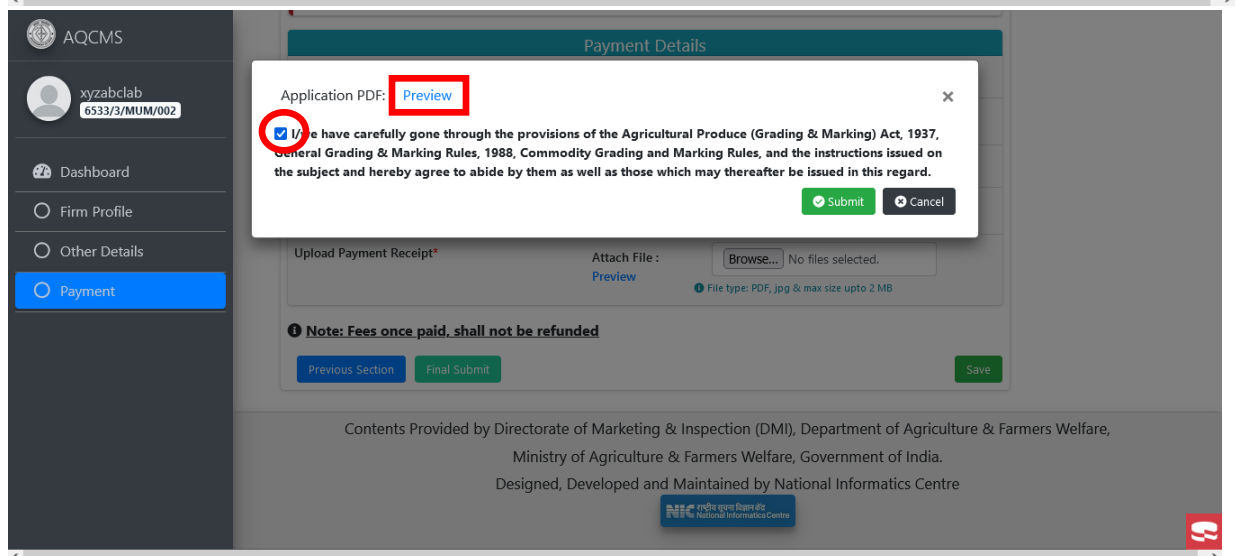 AQCMS
xyzabclab
6533/3/MUM/002
Dashboard
Firm Profile
Other Details
Payment
Payment Details
Application PDF: Preview
×
I/we have carefully gone through the provisions of the Agricultural Produce (Grading & Marking) Act, 1937,
General Grading & Marking Rules, 1988, Commodity Grading and Marking Rules, and the instructions issued on
the subject and hereby agree to abide by them as well as those which may thereafter be issued in this regard.
Submit Cancel
Upload Payment Receipt* Attach File : Browse... No files selected.
Preview
File type: PDF, jpg & max size upto 2 MB
Note: Fees once paid, shall not be refunded
Previous Section Final Submit Save
Contents Provided by Directorate of Marketing & Inspection (DMI), Department of Agriculture & Farmers Welfare,
Ministry of Agriculture & Farmers Welfare, Government of India.
Designed, Developed and Maintained by National Informatics Centre
NIC राष्ट्रीय सूचना विज्ञान केंद्र
National Informatics Centre